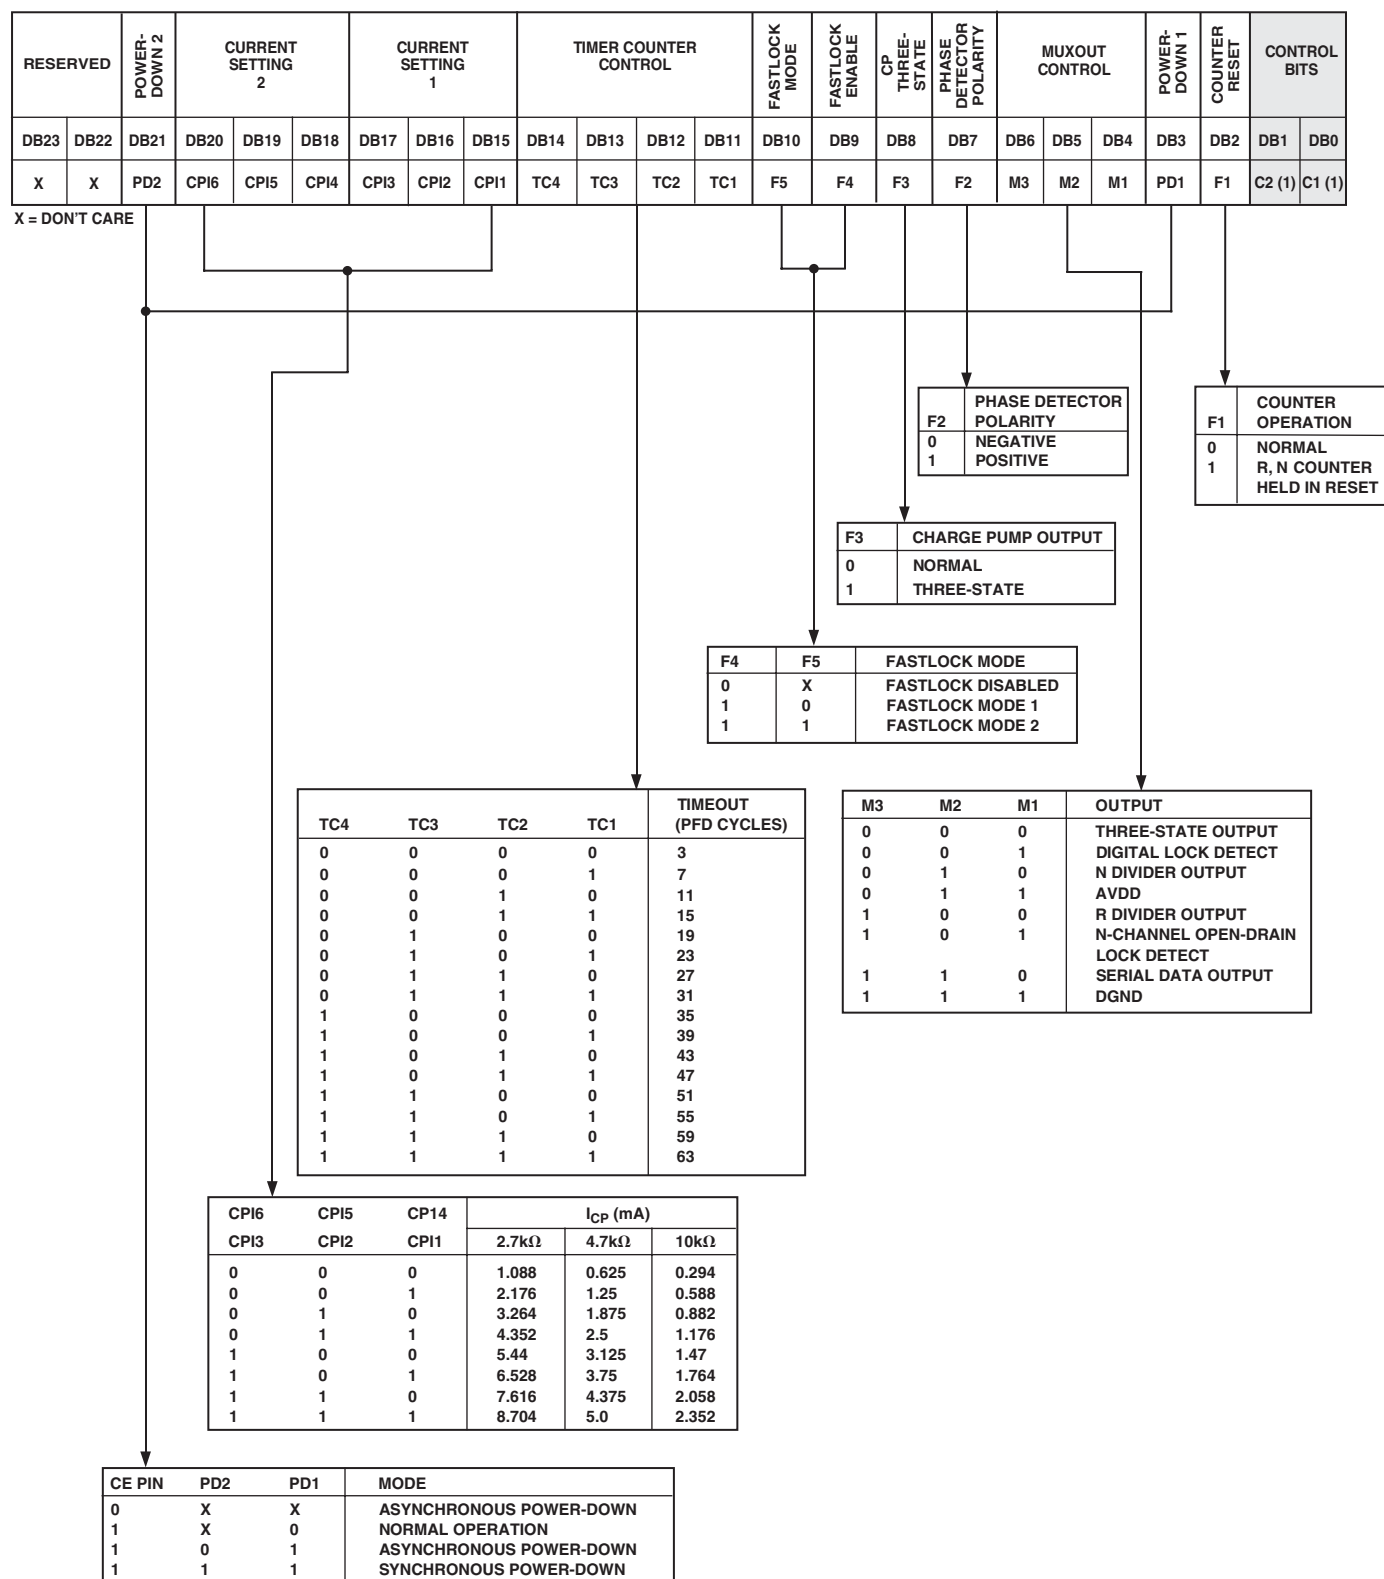 RESERVED
POWER-
DOWN 2
CURRENT
SETTING
2
CURRENT
SETTING
1
TIMER COUNTER
CONTROL
FASTLOCK
MODE
FASTLOCK
ENABLE
CP
THREE-
STATE
PHASE
DETECTOR
POLARITY
MUXOUT
CONTROL
POWER-
DOWN 1
COUNTER
RESET
CONTROL
BITS
DB23 DB22 DB21 DB20 DB19 DB18 DB17 DB16 DB15 DB14 DB13 DB12 DB11 DB10 DB9 DB8 DB7 DB6 DB5 DB4 DB3 DB2 DB1 DB0
X X PD2 CPI6 CPI5 CPI4 CPI3 CPI2 CPI1 TC4 TC3 TC2 TC1 F5 F4 F3 F2 M3 M2 M1 PD1 F1 C2 (1) C1 (1)
X = DON'T CARE
PHASE DETECTOR
F2 POLARITY
0 NEGATIVE
1 POSITIVE
COUNTER
F1 OPERATION
0 NORMAL
1 R, N COUNTER
HELD IN RESET
F3 CHARGE PUMP OUTPUT
0 NORMAL
1 THREE-STATE
F4 F5 FASTLOCK MODE
0 X FASTLOCK DISABLED
1 0 FASTLOCK MODE 1
1 1 FASTLOCK MODE 2
TIMEOUT
TC4 TC3 TC2 TC1 (PFD CYCLES)
0 0 0 0 3
0 0 0 1 7
0 0 1 0 11
0 0 1 1 15
0 1 0 0 19
0 1 0 1 23
0 1 1 0 27
0 1 1 1 31
1 0 0 0 35
1 0 0 1 39
1 0 1 0 43
1 0 1 1 47
1 1 0 0 51
1 1 0 1 55
1 1 1 0 59
1 1 1 1 63
M3 M2 M1 OUTPUT
0 0 0 THREE-STATE OUTPUT
0 0 1 DIGITAL LOCK DETECT
0 1 0 N DIVIDER OUTPUT
0 1 1 AVDD
1 0 0 R DIVIDER OUTPUT
1 0 1 N-CHANNEL OPEN-DRAIN
LOCK DETECT
1 1 0 SERIAL DATA OUTPUT
1 1 1 DGND
CPI6 CPI5 CP14 ICP (mA)
CPI3 CPI2 CPI1 2.7kΩ 4.7kΩ 10kΩ
0 0 0 1.088 0.625 0.294
0 0 1 2.176 1.25 0.588
0 1 0 3.264 1.875 0.882
0 1 1 4.352 2.5 1.176
1 0 0 5.44 3.125 1.47
1 0 1 6.528 3.75 1.764
1 1 0 7.616 4.375 2.058
1 1 1 8.704 5.0 2.352
CE PIN PD2 PD1 MODE
0 X X ASYNCHRONOUS POWER-DOWN
1 X 0 NORMAL OPERATION
1 0 1 ASYNCHRONOUS POWER-DOWN
1 1 1 SYNCHRONOUS POWER-DOWN